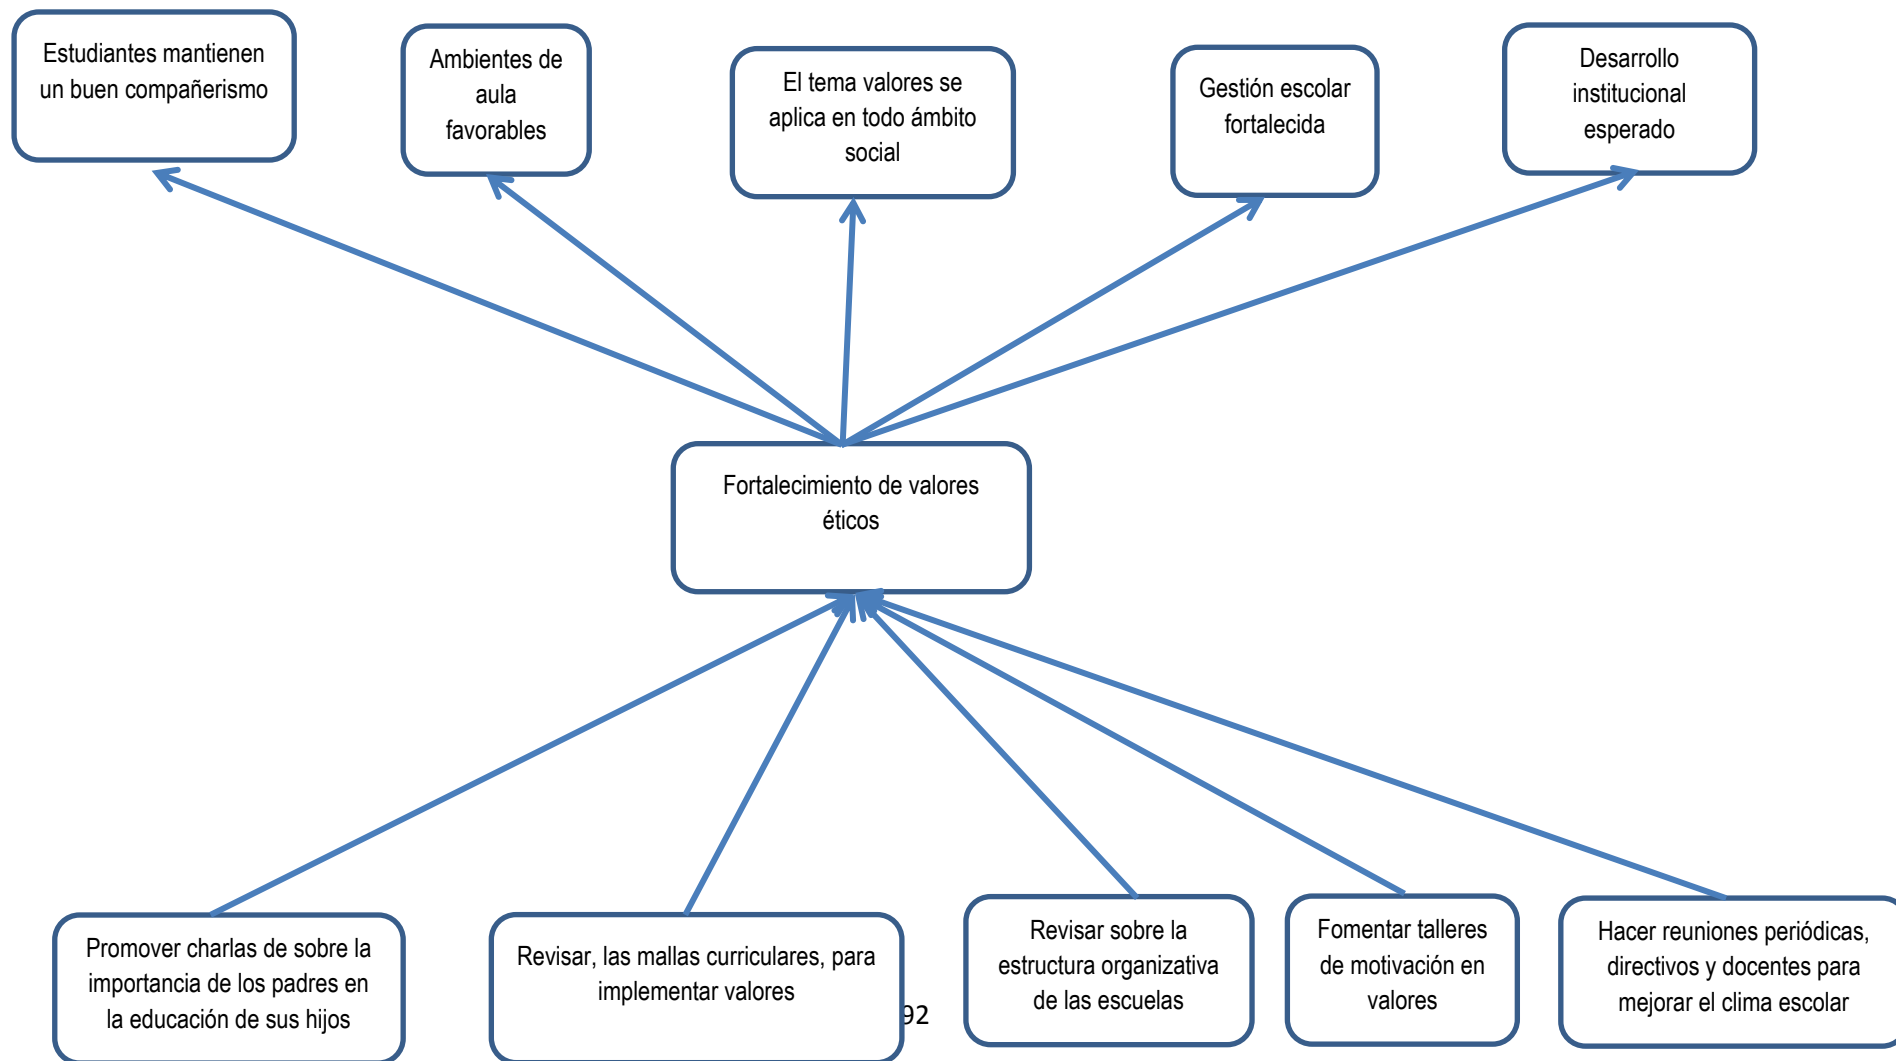 Estudiantes mantienen
un buen compañerismo
Ambientes de
aula
favorables
El tema valores se
aplica en todo ámbito
social
Gestión escolar
fortalecida
Desarrollo
institucional
esperado
Fortalecimiento de valores
éticos
Promover charlas de sobre la
importancia de los padres en
la educación de sus hijos
Revisar, las mallas curriculares, para
implementar valores
Revisar sobre la
estructura organizativa
de las escuelas
Fomentar talleres
de motivación en
valores
Hacer reuniones periódicas,
directivos y docentes para
mejorar el clima escolar
92